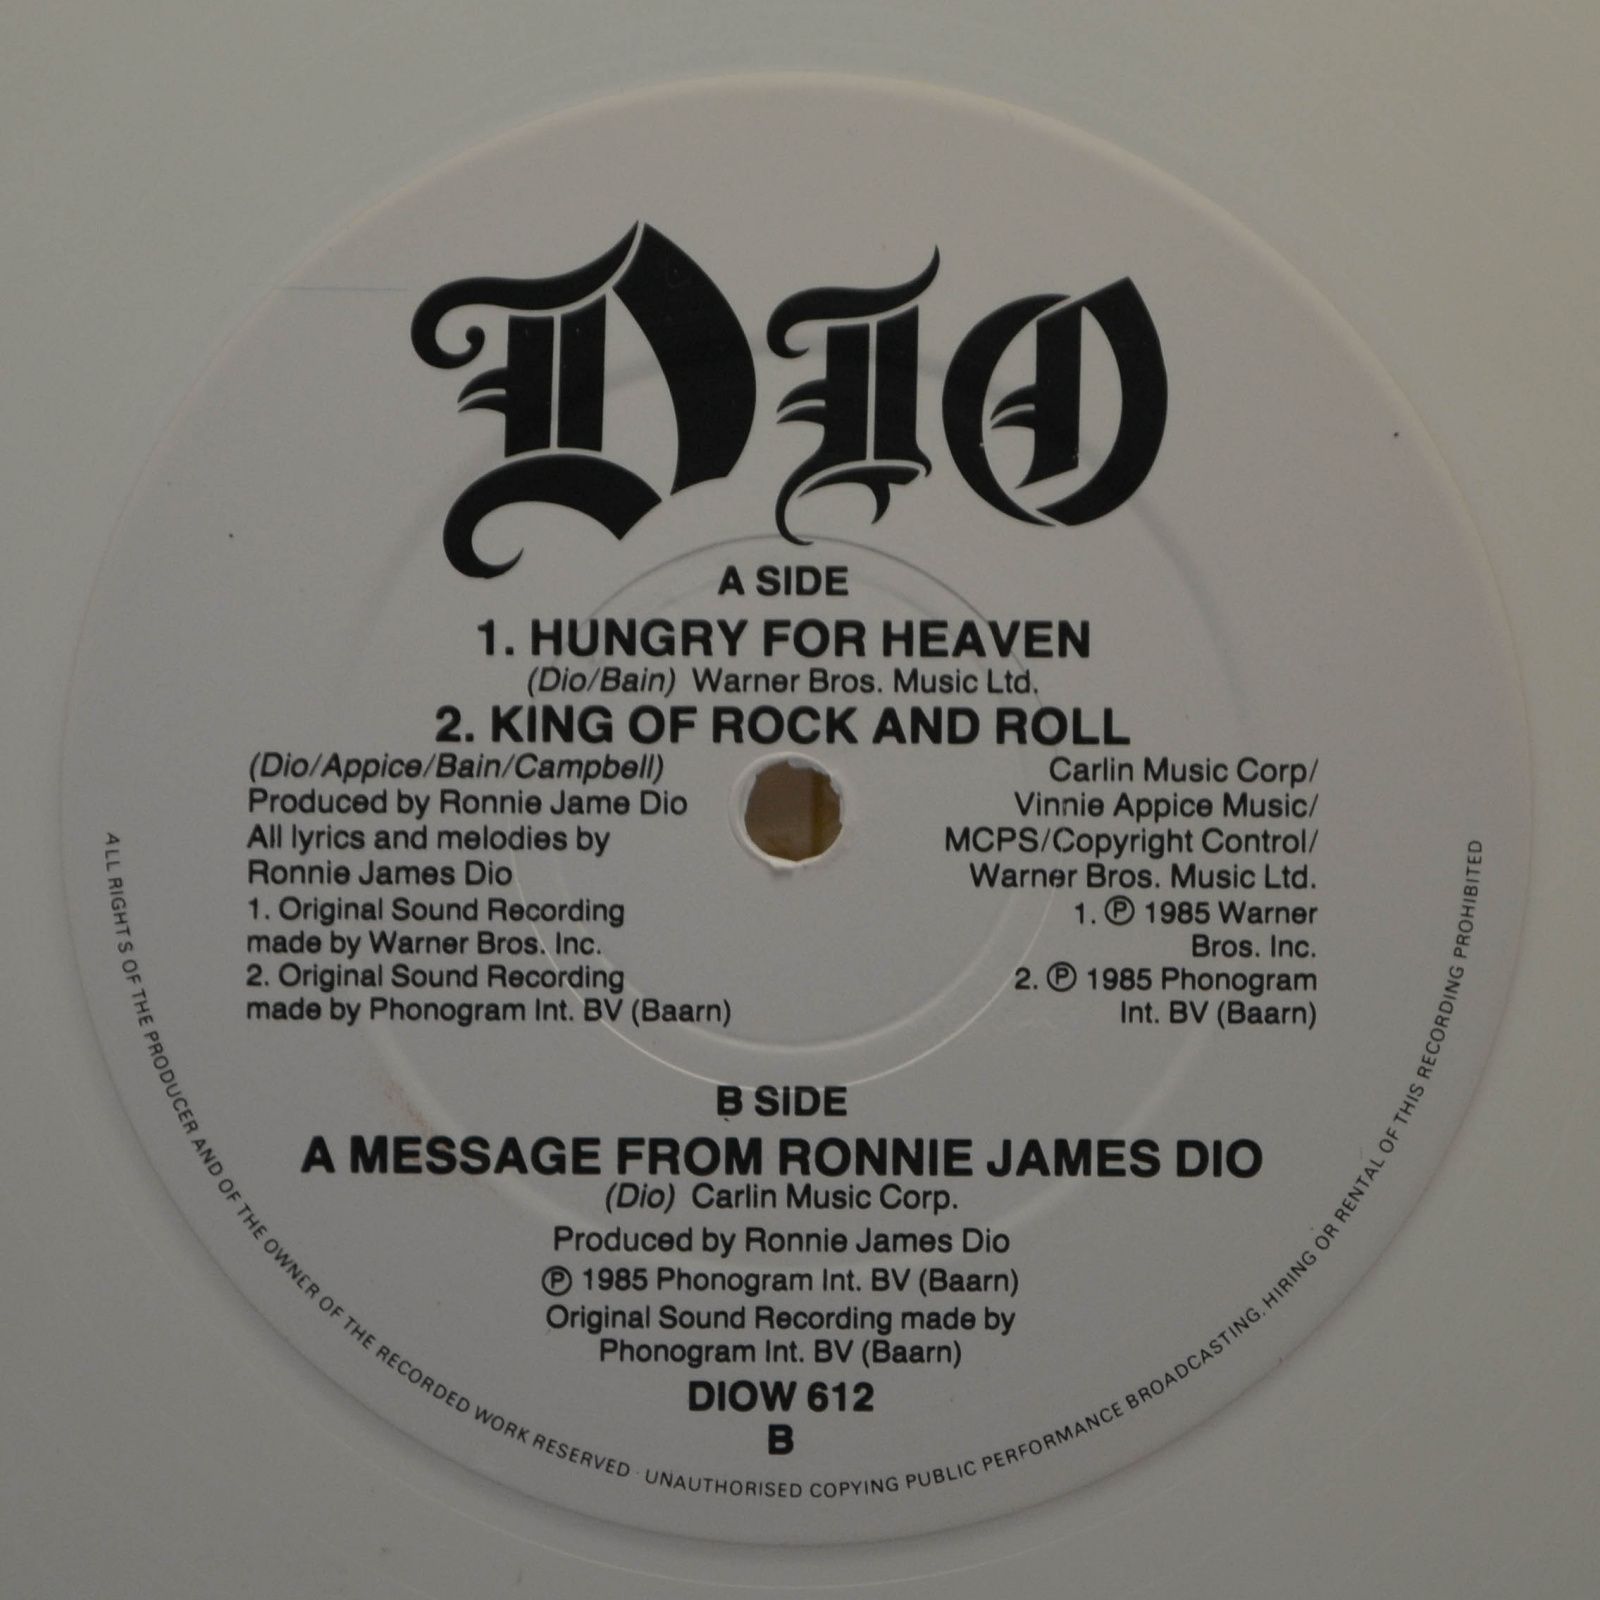 DIO
A SIDE
1. HUNGRY FOR HEAVEN
(Dio/Bain) Warner Bros. Music Ltd.
2. KING OF ROCK AND ROLL
(Dio/Appice/Bain/Campbell)
Produced by Ronnie Jame Dio
All lyrics and melodies by
Ronnie James Dio
1. Original Sound Recording
made by Warner Bros. Inc.
2. Original Sound Recording
made by Phonogram Int. BV (Baarn)
Carlin Music Corp/
Vinnie Appice Music/
MCPS/Copyright Control/
Warner Bros. Music Ltd.
1. ℗ 1985 Warner
Bros. Inc.
2. ℗ 1985 Phonogram
Int. BV (Baarn)
B SIDE
A MESSAGE FROM RONNIE JAMES DIO
(Dio) Carlin Music Corp.
Produced by Ronnie James Dio
℗ 1985 Phonogram Int. BV (Baarn)
Original Sound Recording made by
Phonogram Int. BV (Baarn)
DIOW 612
B
ALL RIGHTS OF THE PRODUCER AND OF THE OWNER OF THE RECORDED WORK RESERVED · UNAUTHORISED COPYING PUBLIC PERFORMANCE BROADCASTING. HIRING OR RENTAL OF THIS RECORDING PROHIBITED